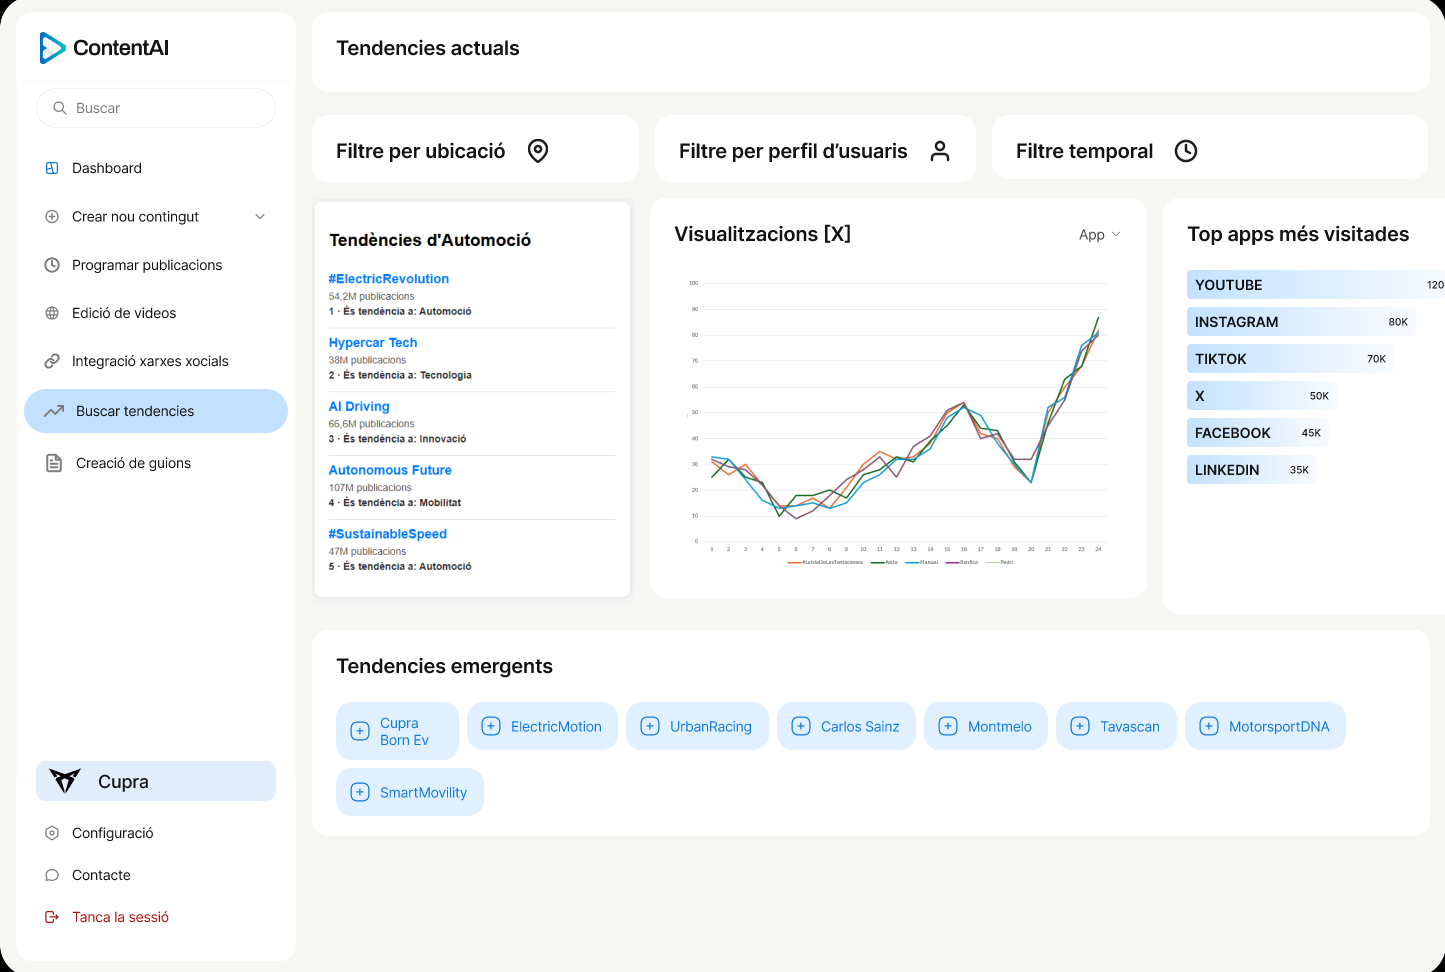 ContentAI
Buscar
Dashboard
Crear nou contingut
Programar publicacions
Edició de videos
Integració xarxes xocials
Buscar tendencies
Creació de guions
Cupra
Configuració
Contacte
Tanca la sessió
Tendencies actuals
Filtre per ubicació
Filtre per perfil d’usuaris
Filtre temporal
Tendències d'Automoció
#ElectricRevolution
54,2M publicacions
1 · És tendència a: Automoció
Hypercar Tech
38M publicacions
2 · És tendència a: Tecnologia
AI Driving
66,6M publicacions
3 · És tendència a: Innovació
Autonomous Future
107M publicacions
4 · És tendència a: Mobilitat
#SustainableSpeed
47M publicacions
5 · És tendència a: Automoció
Visualitzacions [X]
App
100
90
80
70
60
50
40
30
20
10
0
1 2 3 4 5 6 7 8 9 10 11 12 13 14 15 16 17 18 19 20 21 22 23 24
#LaIslaDeLasTentaciones Anita Manuel Benfica Pedri
Top apps més visitades
YOUTUBE 120
INSTAGRAM 80K
TIKTOK 70K
X 50K
FACEBOOK 45K
LINKEDIN 35K
Tendencies emergents
Cupra
Born Ev
ElectricMotion
UrbanRacing
Carlos Sainz
Montmelo
Tavascan
MotorsportDNA
SmartMovility